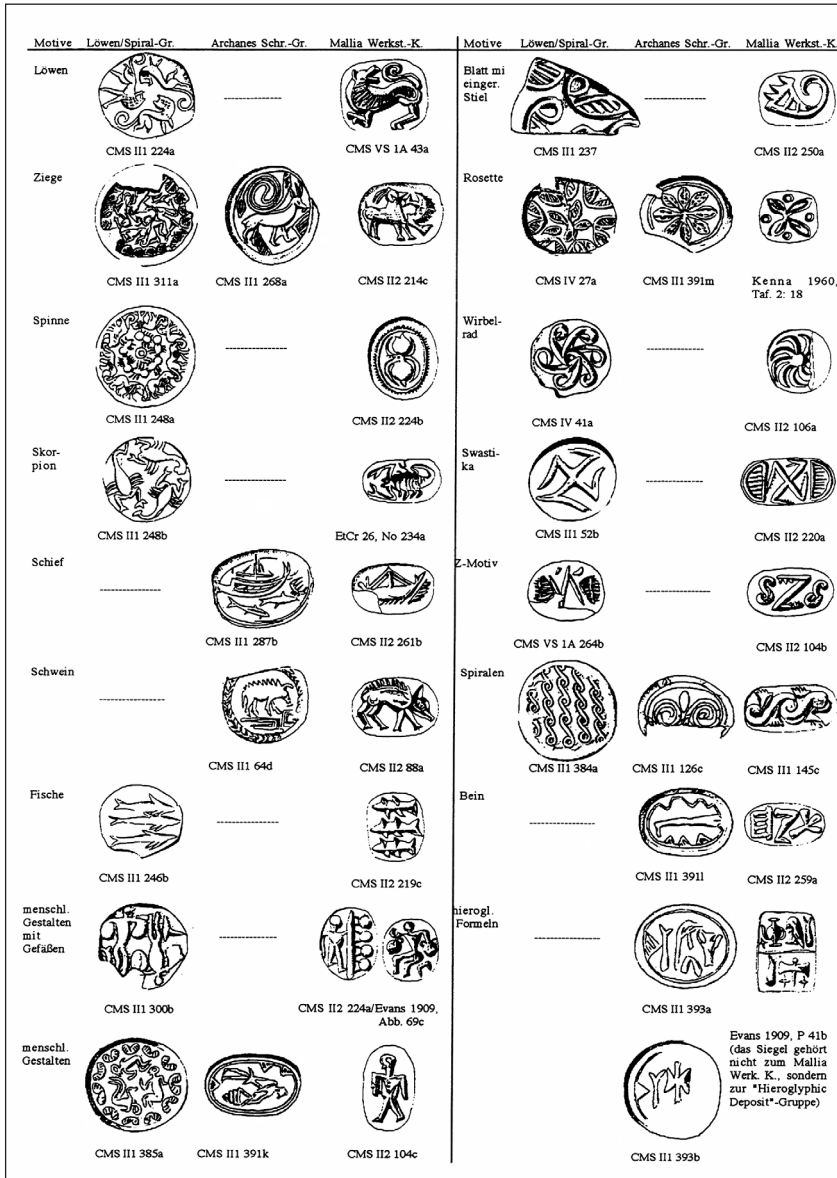 Motive Löwen/Spiral-Gr. Archanes Schr.-Gr. Mallia Werkst.-K.
Löwen
----------
CMS II1 224a CMS VS 1A 43a
Ziege
CMS II1 311a CMS II1 268a CMS II2 214c
Spinne
----------
CMS II1 248a CMS II2 224b
Skor-
pion
----------
CMS II1 248b EtCr 26, No 234a
Schief
----------
CMS II1 287b CMS II2 261b
Schwein
----------
CMS II1 64d CMS II2 88a
Fische
----------
CMS II1 246b CMS II2 219c
menschl.
Gestalten
mit
Gefäßen
----------
CMS II1 300b CMS II2 224a/Evans 1909,
Abb. 69c
menschl.
Gestalten
CMS II1 385a CMS II1 391k CMS II2 104c
Motive Löwen/Spiral-Gr. Archanes Schr.-Gr. Mallia Werkst.-K.
Blatt mi
einger.
Stiel
----------
CMS II1 237 CMS II2 250a
Rosette
CMS IV 27a CMS II1 391m Kenna 1960,
Taf. 2: 18
Wirbel-
rad
----------
CMS IV 41a CMS II2 106a
Swasti-
ka
----------
CMS II1 52b CMS II2 220a
Z-Motiv
----------
CMS VS 1A 264b CMS II2 104b
Spiralen
CMS II1 384a CMS II1 126c CMS II1 145c
Bein
----------
CMS II1 391l CMS II2 259a
hierogl.
Formeln
----------
CMS II1 393a
Evans 1909, P 41b
(das Siegel gehört
nicht zum Mallia
Werk. K., sondern
zur "Hieroglyphic
Deposit"-Gruppe)
CMS II1 393b